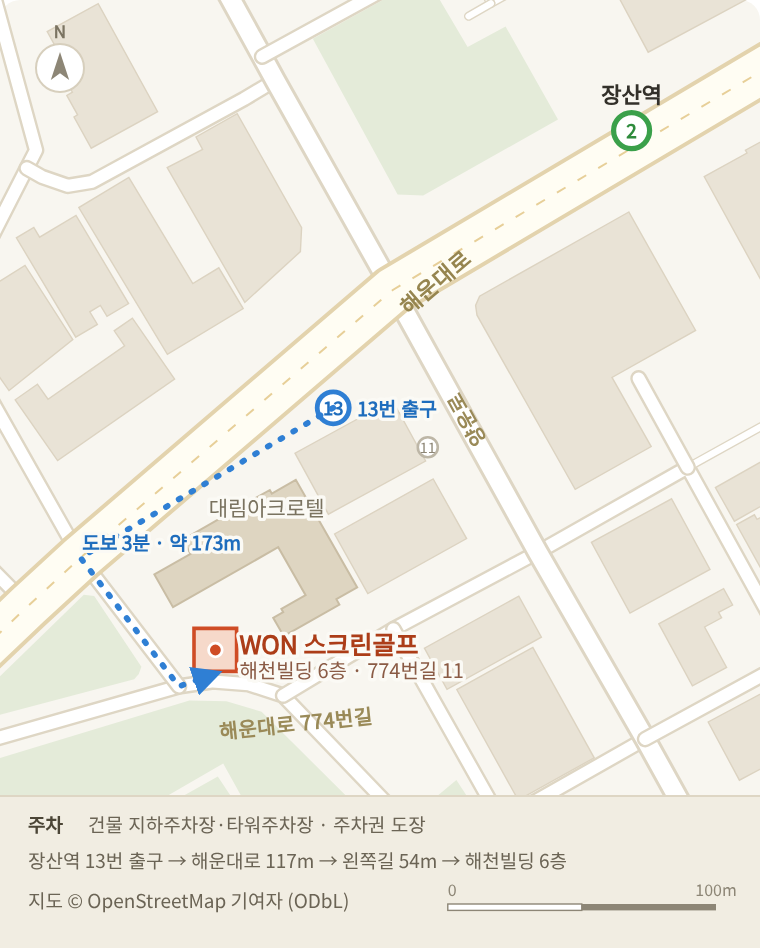 N
장산역
2
해운대로
13
13번 출구
양운로
11
대림아크로텔
도보 3분 · 약 173m
WON 스크린골프
해천빌딩 6층 · 774번길 11
해운대로 774번길
주차 건물 지하주차장·타워주차장 · 주차권 도장
장산역 13번 출구 → 해운대로 117m → 왼쪽길 54m → 해천빌딩 6층
지도 © OpenStreetMap 기여자 (ODbL)
0 100m